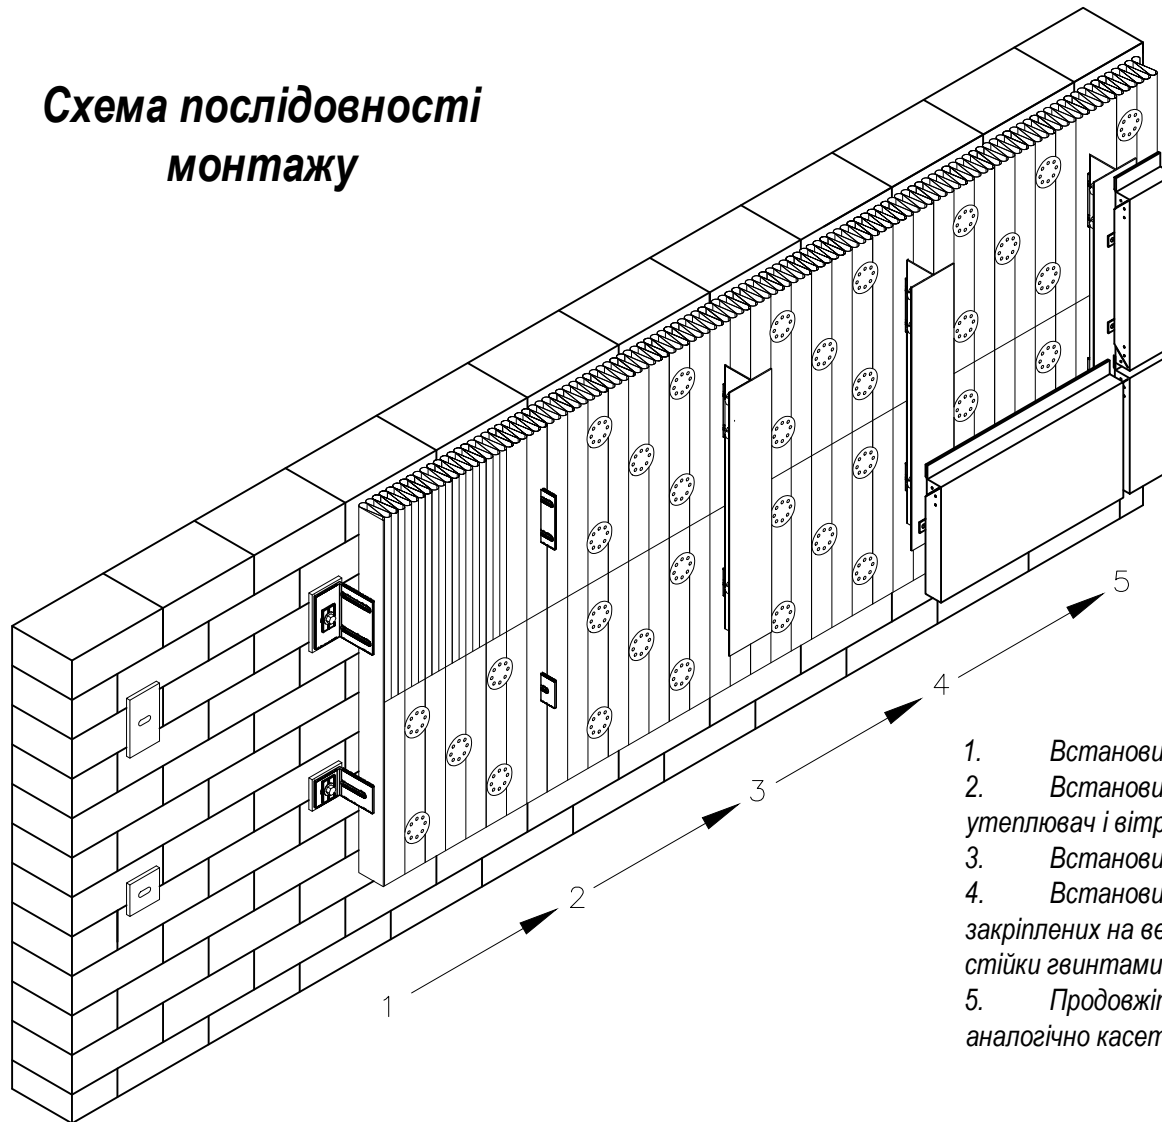 Схема послідовності
монтажу
5
4
3
2
1
1. Встанови
2. Встанови
утеплювач і вітр
3. Встанови
4. Встанови
закріплених на ве
стійки гвинтами
5. Продовжіт
аналогічно касет